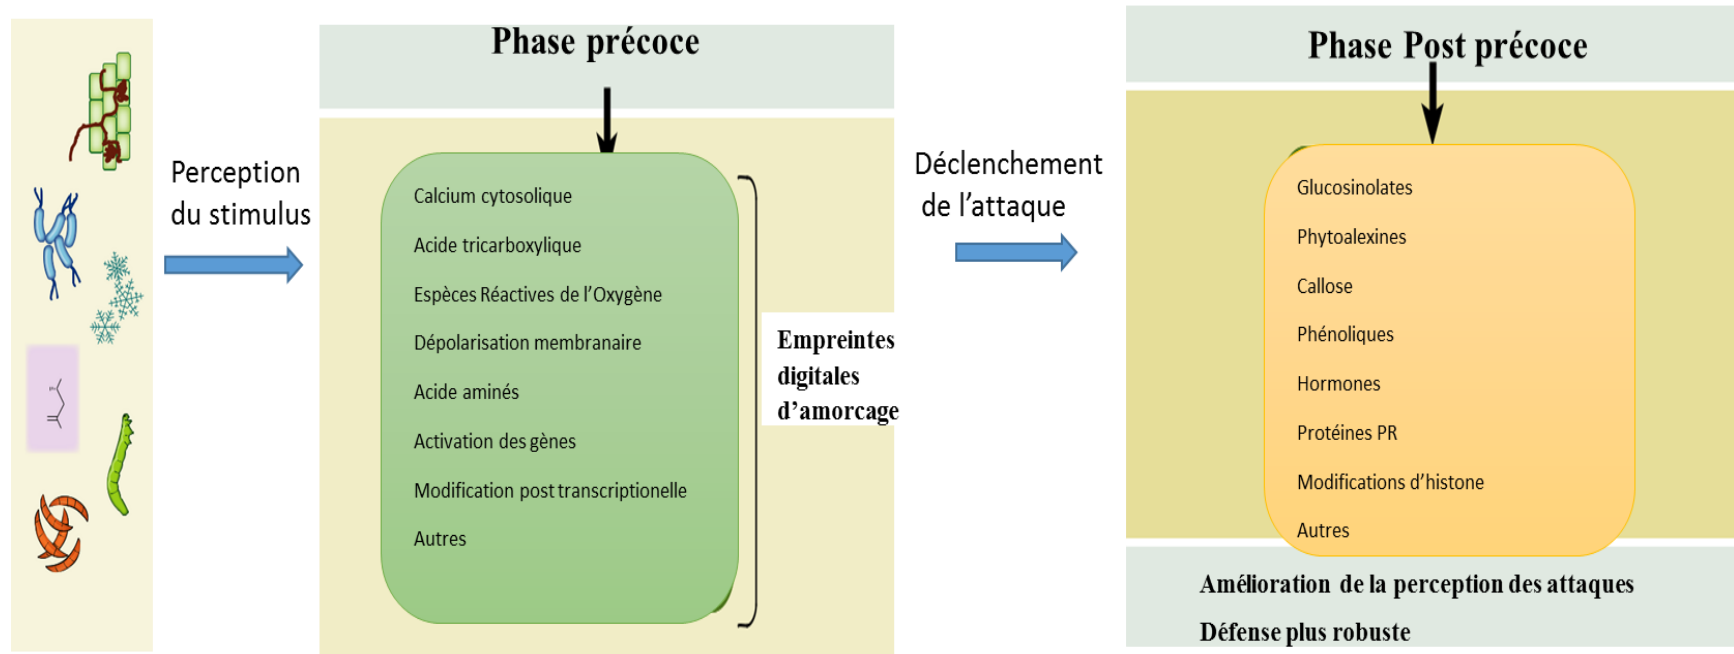 Perception
du stimulus
Phase précoce
Calcium cytosolique
Acide tricarboxylique
Espèces Réactives de l’Oxygène
Dépolarisation membranaire
Acide aminés
Activation des gènes
Modification post transcriptionelle
Autres
Empreintes
digitales
d’amorcage
Déclenchement
de l’attaque
Phase Post précoce
Glucosinolates
Phytoalexines
Callose
Phénoliques
Hormones
Protéines PR
Modifications d’histone
Autres
Amélioration de la perception des attaques
Défense plus robuste